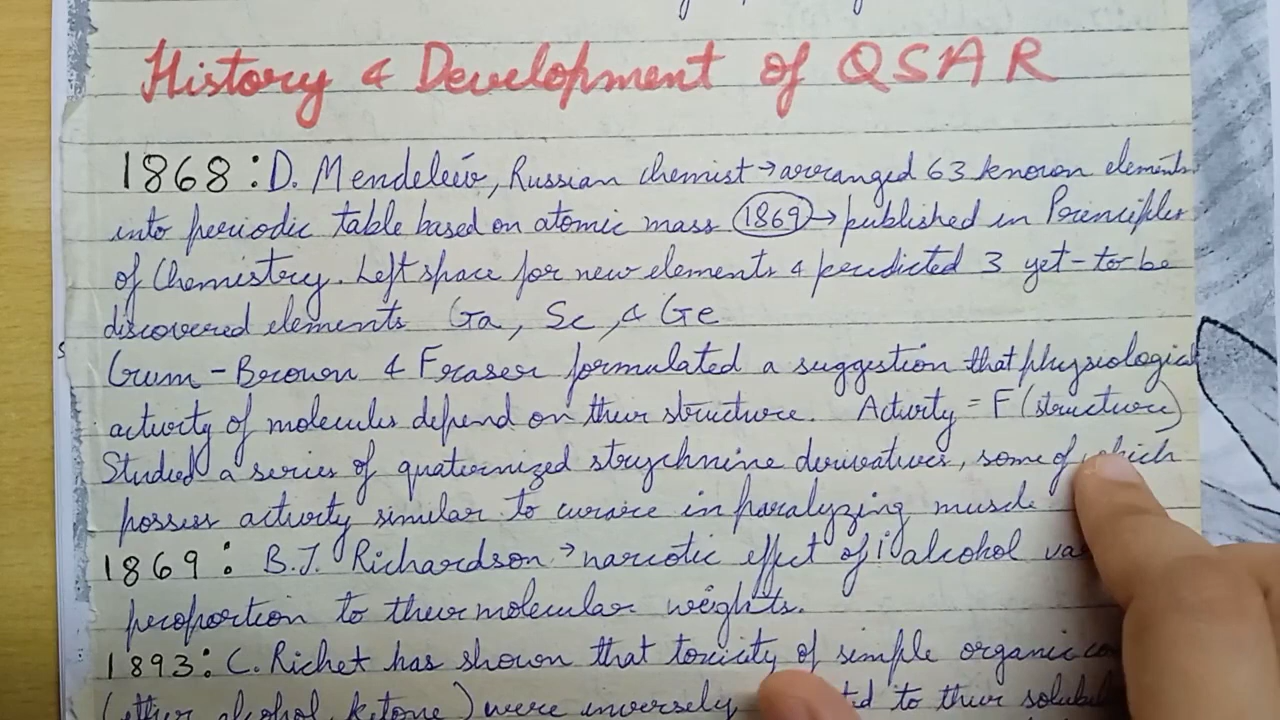 History & Development of QSAR
1868: D. Mendeleév, Russian chemist → arranged 63 known elements
into periodic table based on atomic mass 1869 → published in Principles
of Chemistry. Left space for new elements & predicted 3 yet-to be
discovered elements Ga, Sc, & Ge
Crum-Brown & Fraser formulated a suggestion that physiological
activity of molecules depend on their structure. Activity = F (structure)
Studied a series of quaternized strychnine derivatives, some of which
possess activity similar to curare in paralyzing muscle
1869: B.J. Richardson → narcotic effect of 1° alcohol
proportion to their molecular weights.
1893: C. Richet has shown that toxicity of simple organic
(ether, alcohol, ketone) were inversely to their